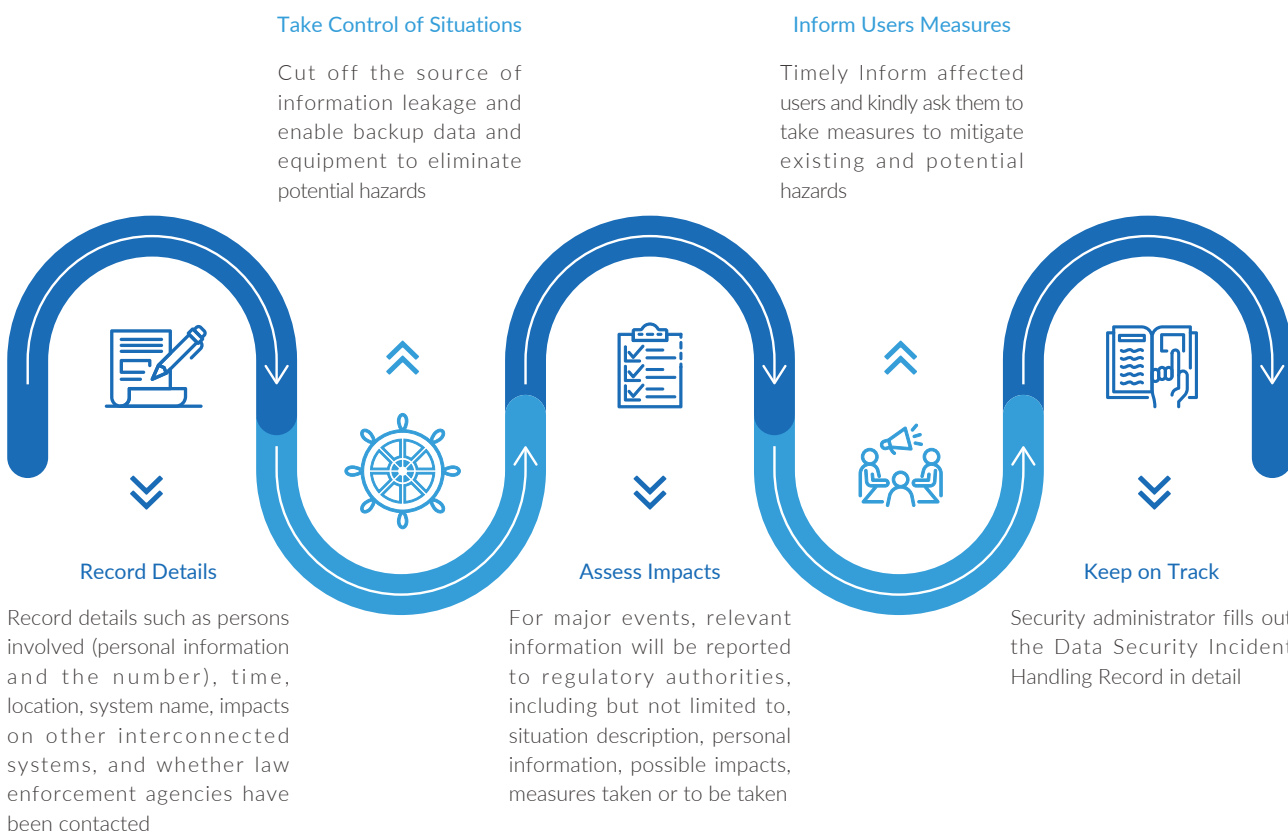 Take Control of Situations
Cut off the source of
information leakage and
enable backup data and
equipment to eliminate
potential hazards
Inform Users Measures
Timely Inform affected
users and kindly ask them to
take measures to mitigate
existing and potential
hazards
Record Details
Record details such as persons
involved (personal information
and the number), time,
location, system name, impacts
on other interconnected
systems, and whether law
enforcement agencies have
been contacted
Assess Impacts
For major events, relevant
information will be reported
to regulatory authorities,
including but not limited to,
situation description, personal
information, possible impacts,
measures taken or to be taken
Keep on Track
Security administrator fills out
the Data Security Incident
Handling Record in detail